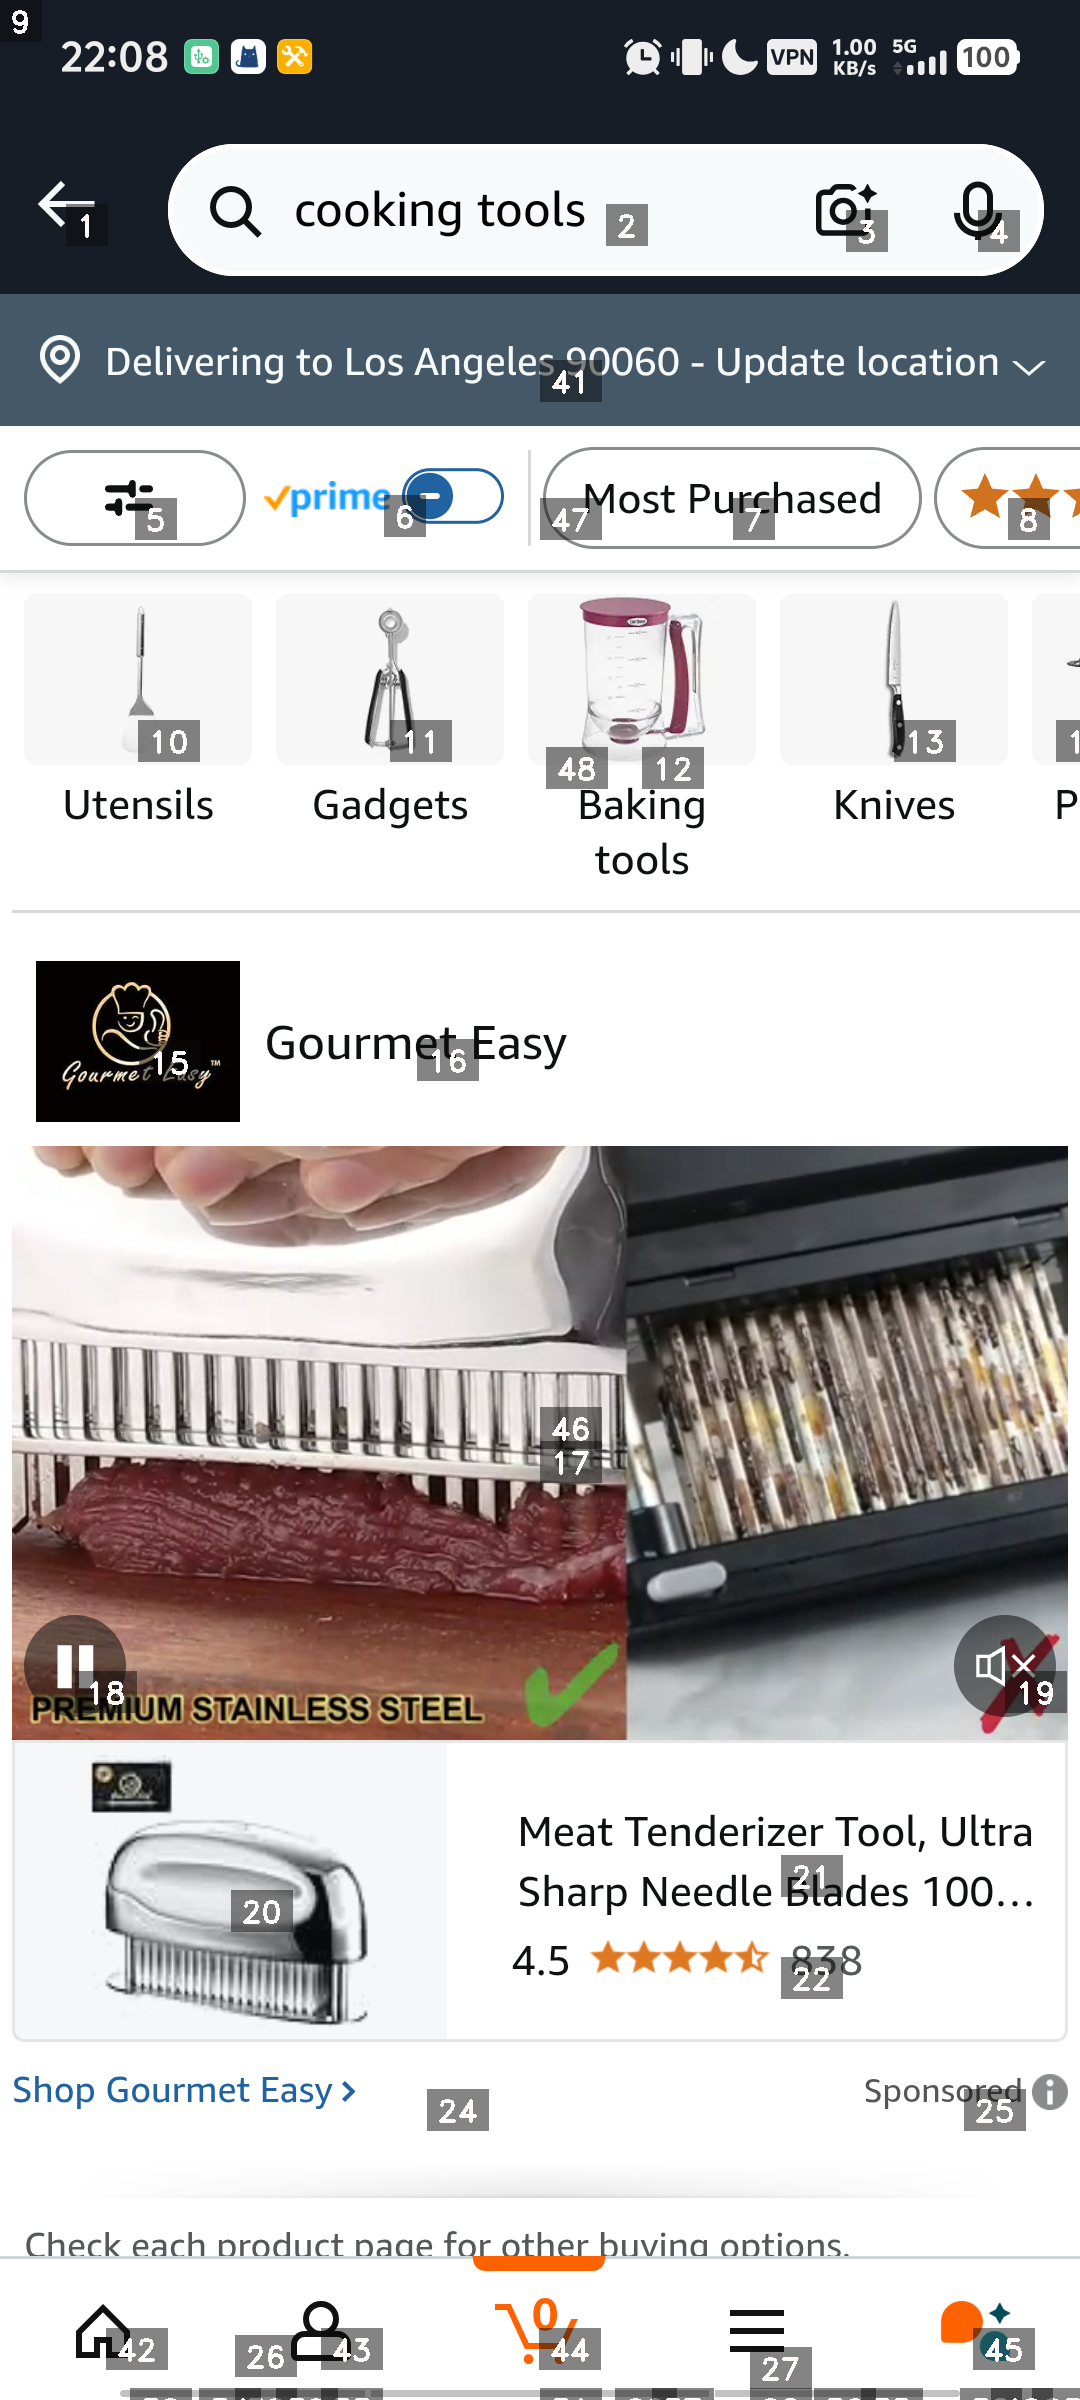 9
22:08
VPN
1.00
KB/s
5G
100
1
cooking tools
2
3
4
Delivering to Los Angeles 90060 - Update location
41
5
prime
6
47
Most Purchased
7
8
10
11
48
12
13
Utensils
Gadgets
Baking
tools
Knives
P
Gourmet Easy™
15
Gourmet Easy
16
46
17
18
PREMIUM STAINLESS STEEL
19
20
Meat Tenderizer Tool, Ultra
Sharp Needle Blades 100...
21
4.5
838
22
Shop Gourmet Easy
24
Sponsored
25
Check each product page for other buying options.
0
42
26
43
44
27
45